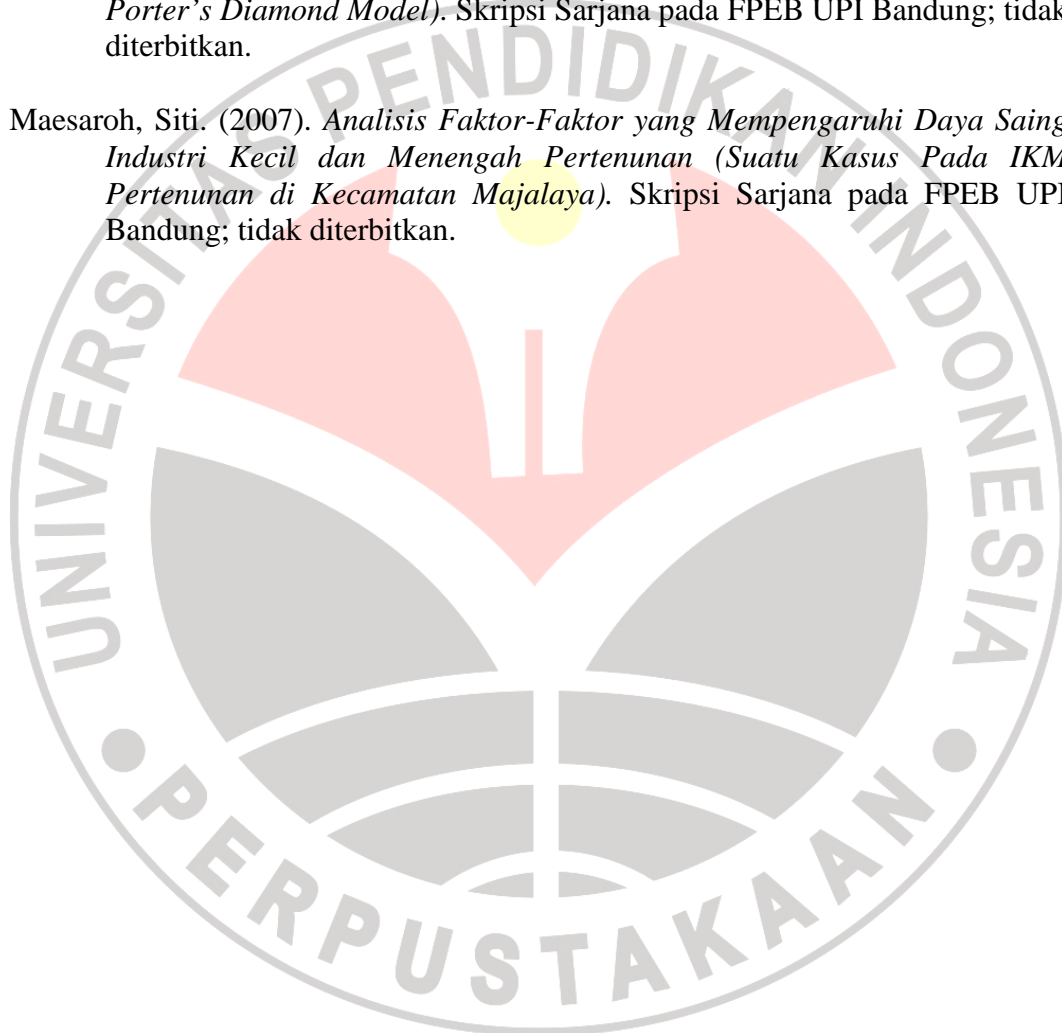 Porter's Diamond Model). Skripsi Sarjana pada FPEB UPI Bandung; tidak
diterbitkan.
Maesaroh, Siti. (2007). Analisis Faktor-Faktor yang Mempengaruhi Daya Saing
Industri Kecil dan Menengah Pertenunan (Suatu Kasus Pada IKM
Pertenunan di Kecamatan Majalaya). Skripsi Sarjana pada FPEB UPI
Bandung; tidak diterbitkan.
UNIVERSITAS PENDIDIKAN INDONESIA
PERPUSTAKAAN